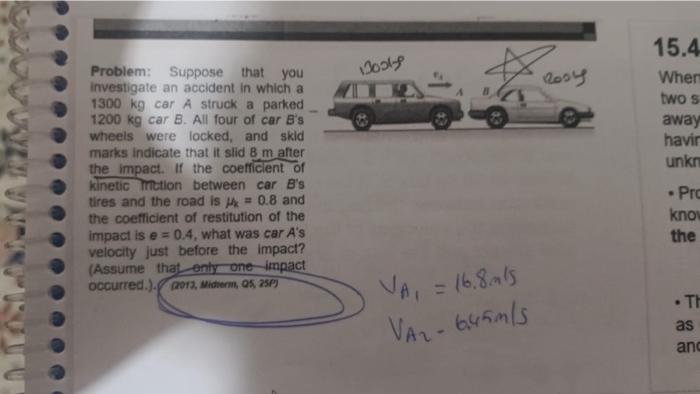 Problem: Suppose that you
investigate an accident in which a
1300 kg car A struck a parked
1200 kg car B. All four of car B's
wheels were locked, and skid
marks indicate that it slid 8 m after
the impact. If the coefficient of
kinetic friction between car B's
tires and the road is μk = 0.8 and
the coefficient of restitution of the
impact is e = 0.4, what was car A's
velocity just before the impact?
(Assume that only one impact
occurred.). (2013, Midterm, Q5, 25P)
1300kg
A
B
1200kg
VA1 = 16.8m/s
VA2 = 6.45m/s
15.4
When
two s
away
havin
unkn
• Pro
know
the
• Th
as
and